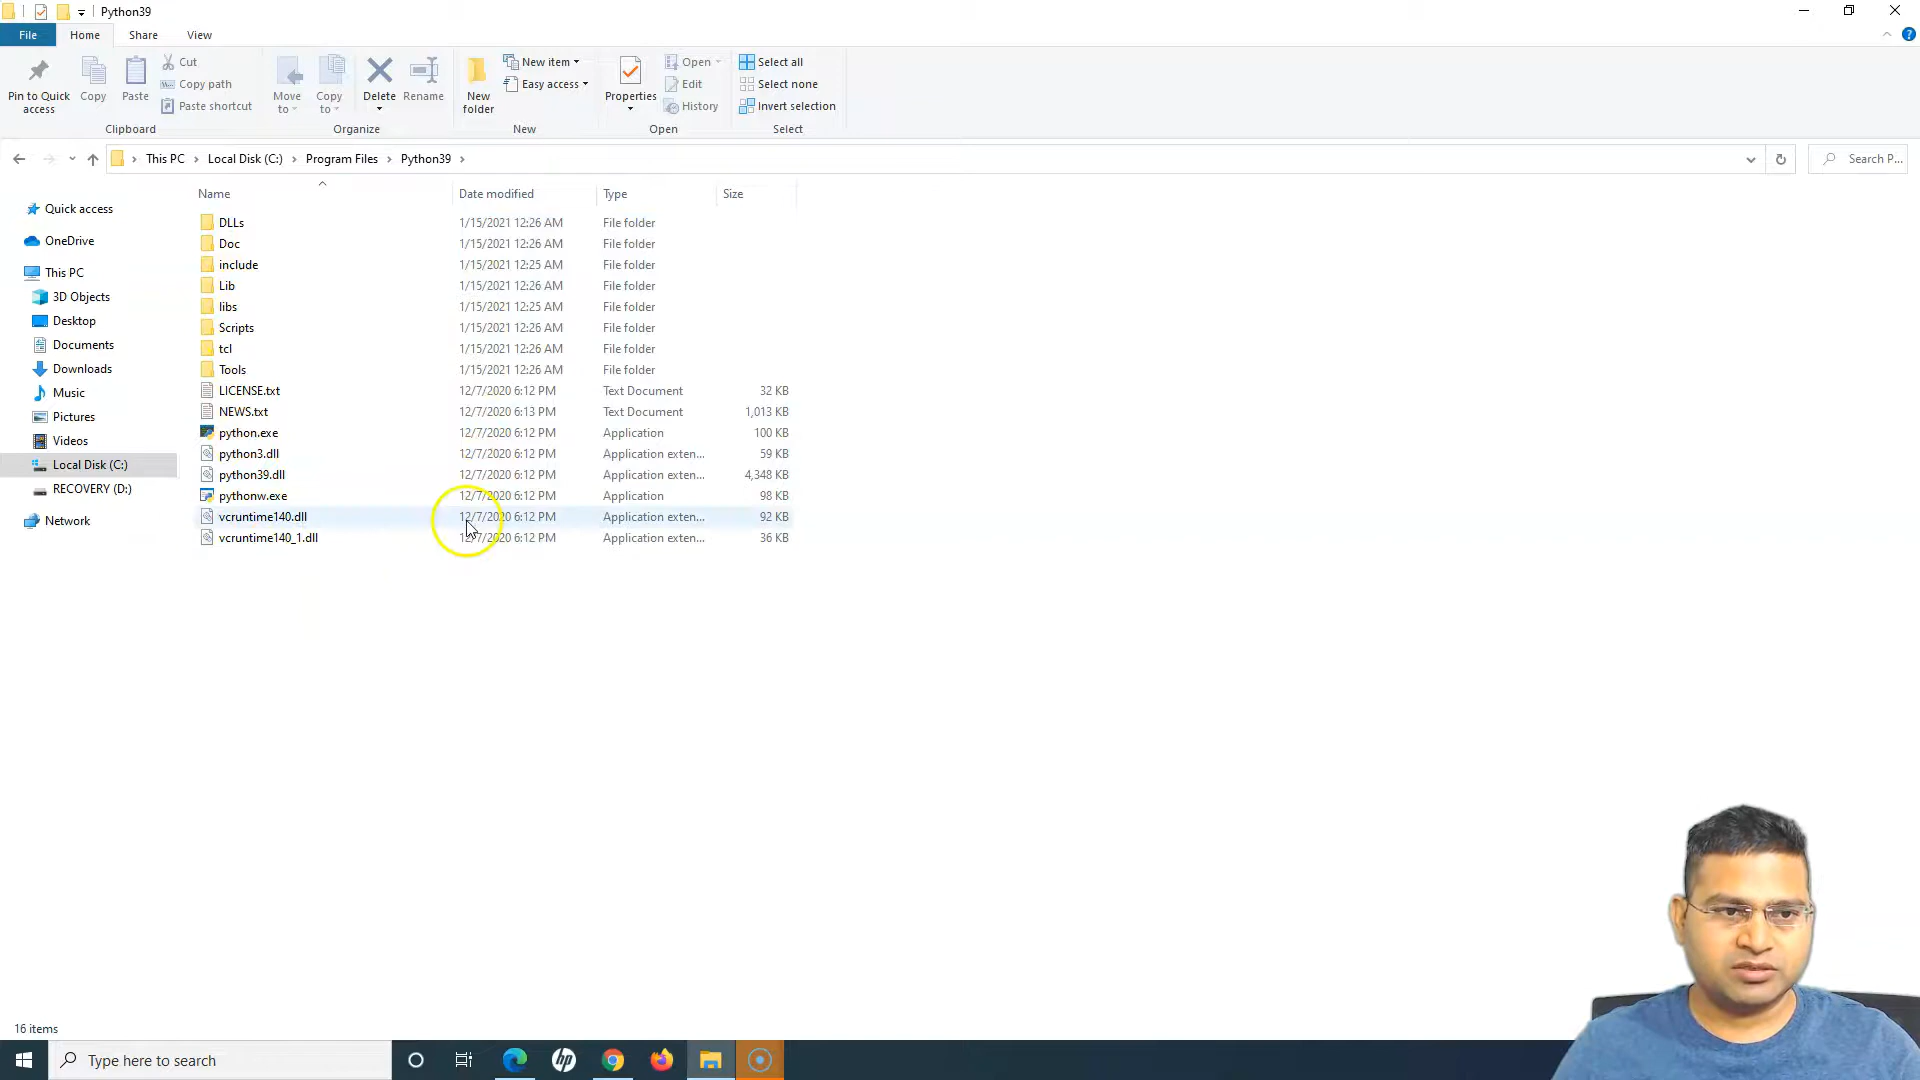 Python39
File Home Share View
Pin to Quick access Copy Paste Cut Copy path Paste shortcut Move to Copy to Delete Rename New folder New item Easy access Properties Open Edit History Select all Select none Invert selection
Clipboard Organize New Open Select
This PC Local Disk (C:) Program Files Python39 Search P...
Name Date modified Type Size
Quick access
OneDrive
This PC
3D Objects
Desktop
Documents
Downloads
Music
Pictures
Videos
Local Disk (C:)
RECOVERY (D:)
Network
DLLs 1/15/2021 12:26 AM File folder
Doc 1/15/2021 12:26 AM File folder
include 1/15/2021 12:25 AM File folder
Lib 1/15/2021 12:26 AM File folder
libs 1/15/2021 12:25 AM File folder
Scripts 1/15/2021 12:26 AM File folder
tcl 1/15/2021 12:26 AM File folder
Tools 1/15/2021 12:26 AM File folder
LICENSE.txt 12/7/2020 6:12 PM Text Document 32 KB
NEWS.txt 12/7/2020 6:13 PM Text Document 1,013 KB
python.exe 12/7/2020 6:12 PM Application 100 KB
python3.dll 12/7/2020 6:12 PM Application exten... 59 KB
python39.dll 12/7/2020 6:12 PM Application exten... 4,348 KB
pythonw.exe 12/7/2020 6:12 PM Application 98 KB
vcruntime140.dll 12/7/2020 6:12 PM Application exten... 92 KB
vcruntime140_1.dll 12/7/2020 6:12 PM Application exten... 36 KB
16 items
Type here to search
hp